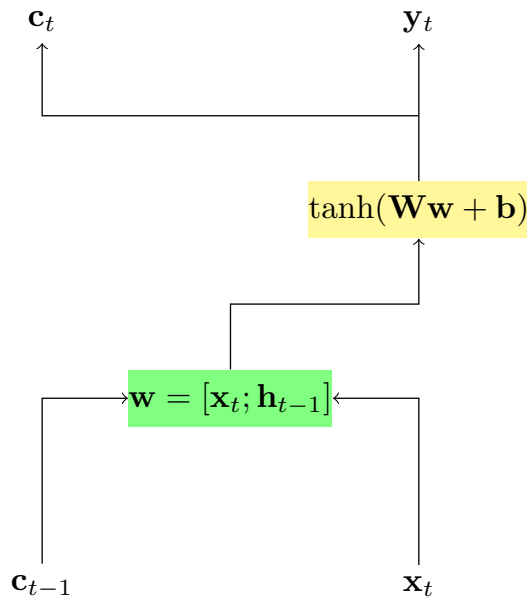 c_t y_t
tanh(Ww + b)
w = [x_t; h_{t−1}]
c_{t−1} x_t